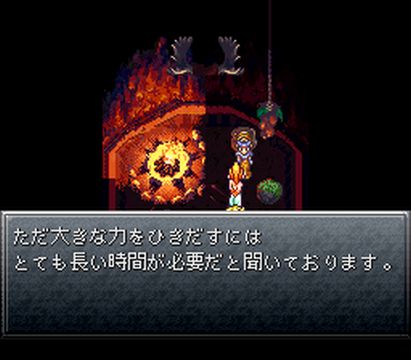 ただ大きな力をひきだすには
とても長い時間が必要だと聞いております。